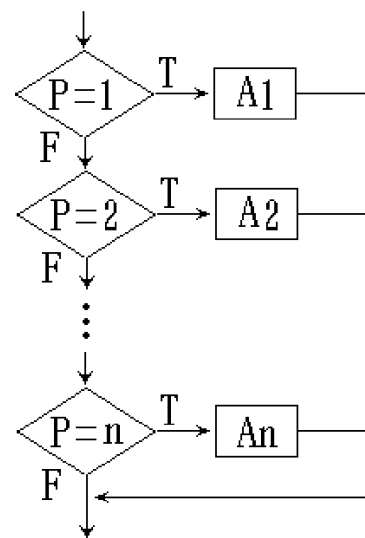 P=1 T A1
F
P=2 T A2
F
P=n T An
F